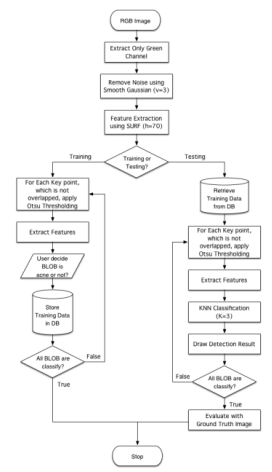 RGB Image
Extract Only Green
Channel
Remove Noise using
Smooth Gaussian (v=3)
Feature Extraction
using SURF (h=70)
Training or
Testing?
Training
For Each Key point,
which is not
overlapped, apply
Otsu Thresholding
Extract Features
User decide
BLOB is
acne or not?
Store
Training Data
in DB
All BLOB are
classify?
False
True
Testing
Retrieve
Training Data
from DB
For Each Key point,
which is not
overlapped, apply
Otsu Thresholding
Extract Features
KNN Classification
(K=3)
Draw Detection Result
All BLOB are
classify?
False
True
Evaluate with
Ground Truth Image
Stop